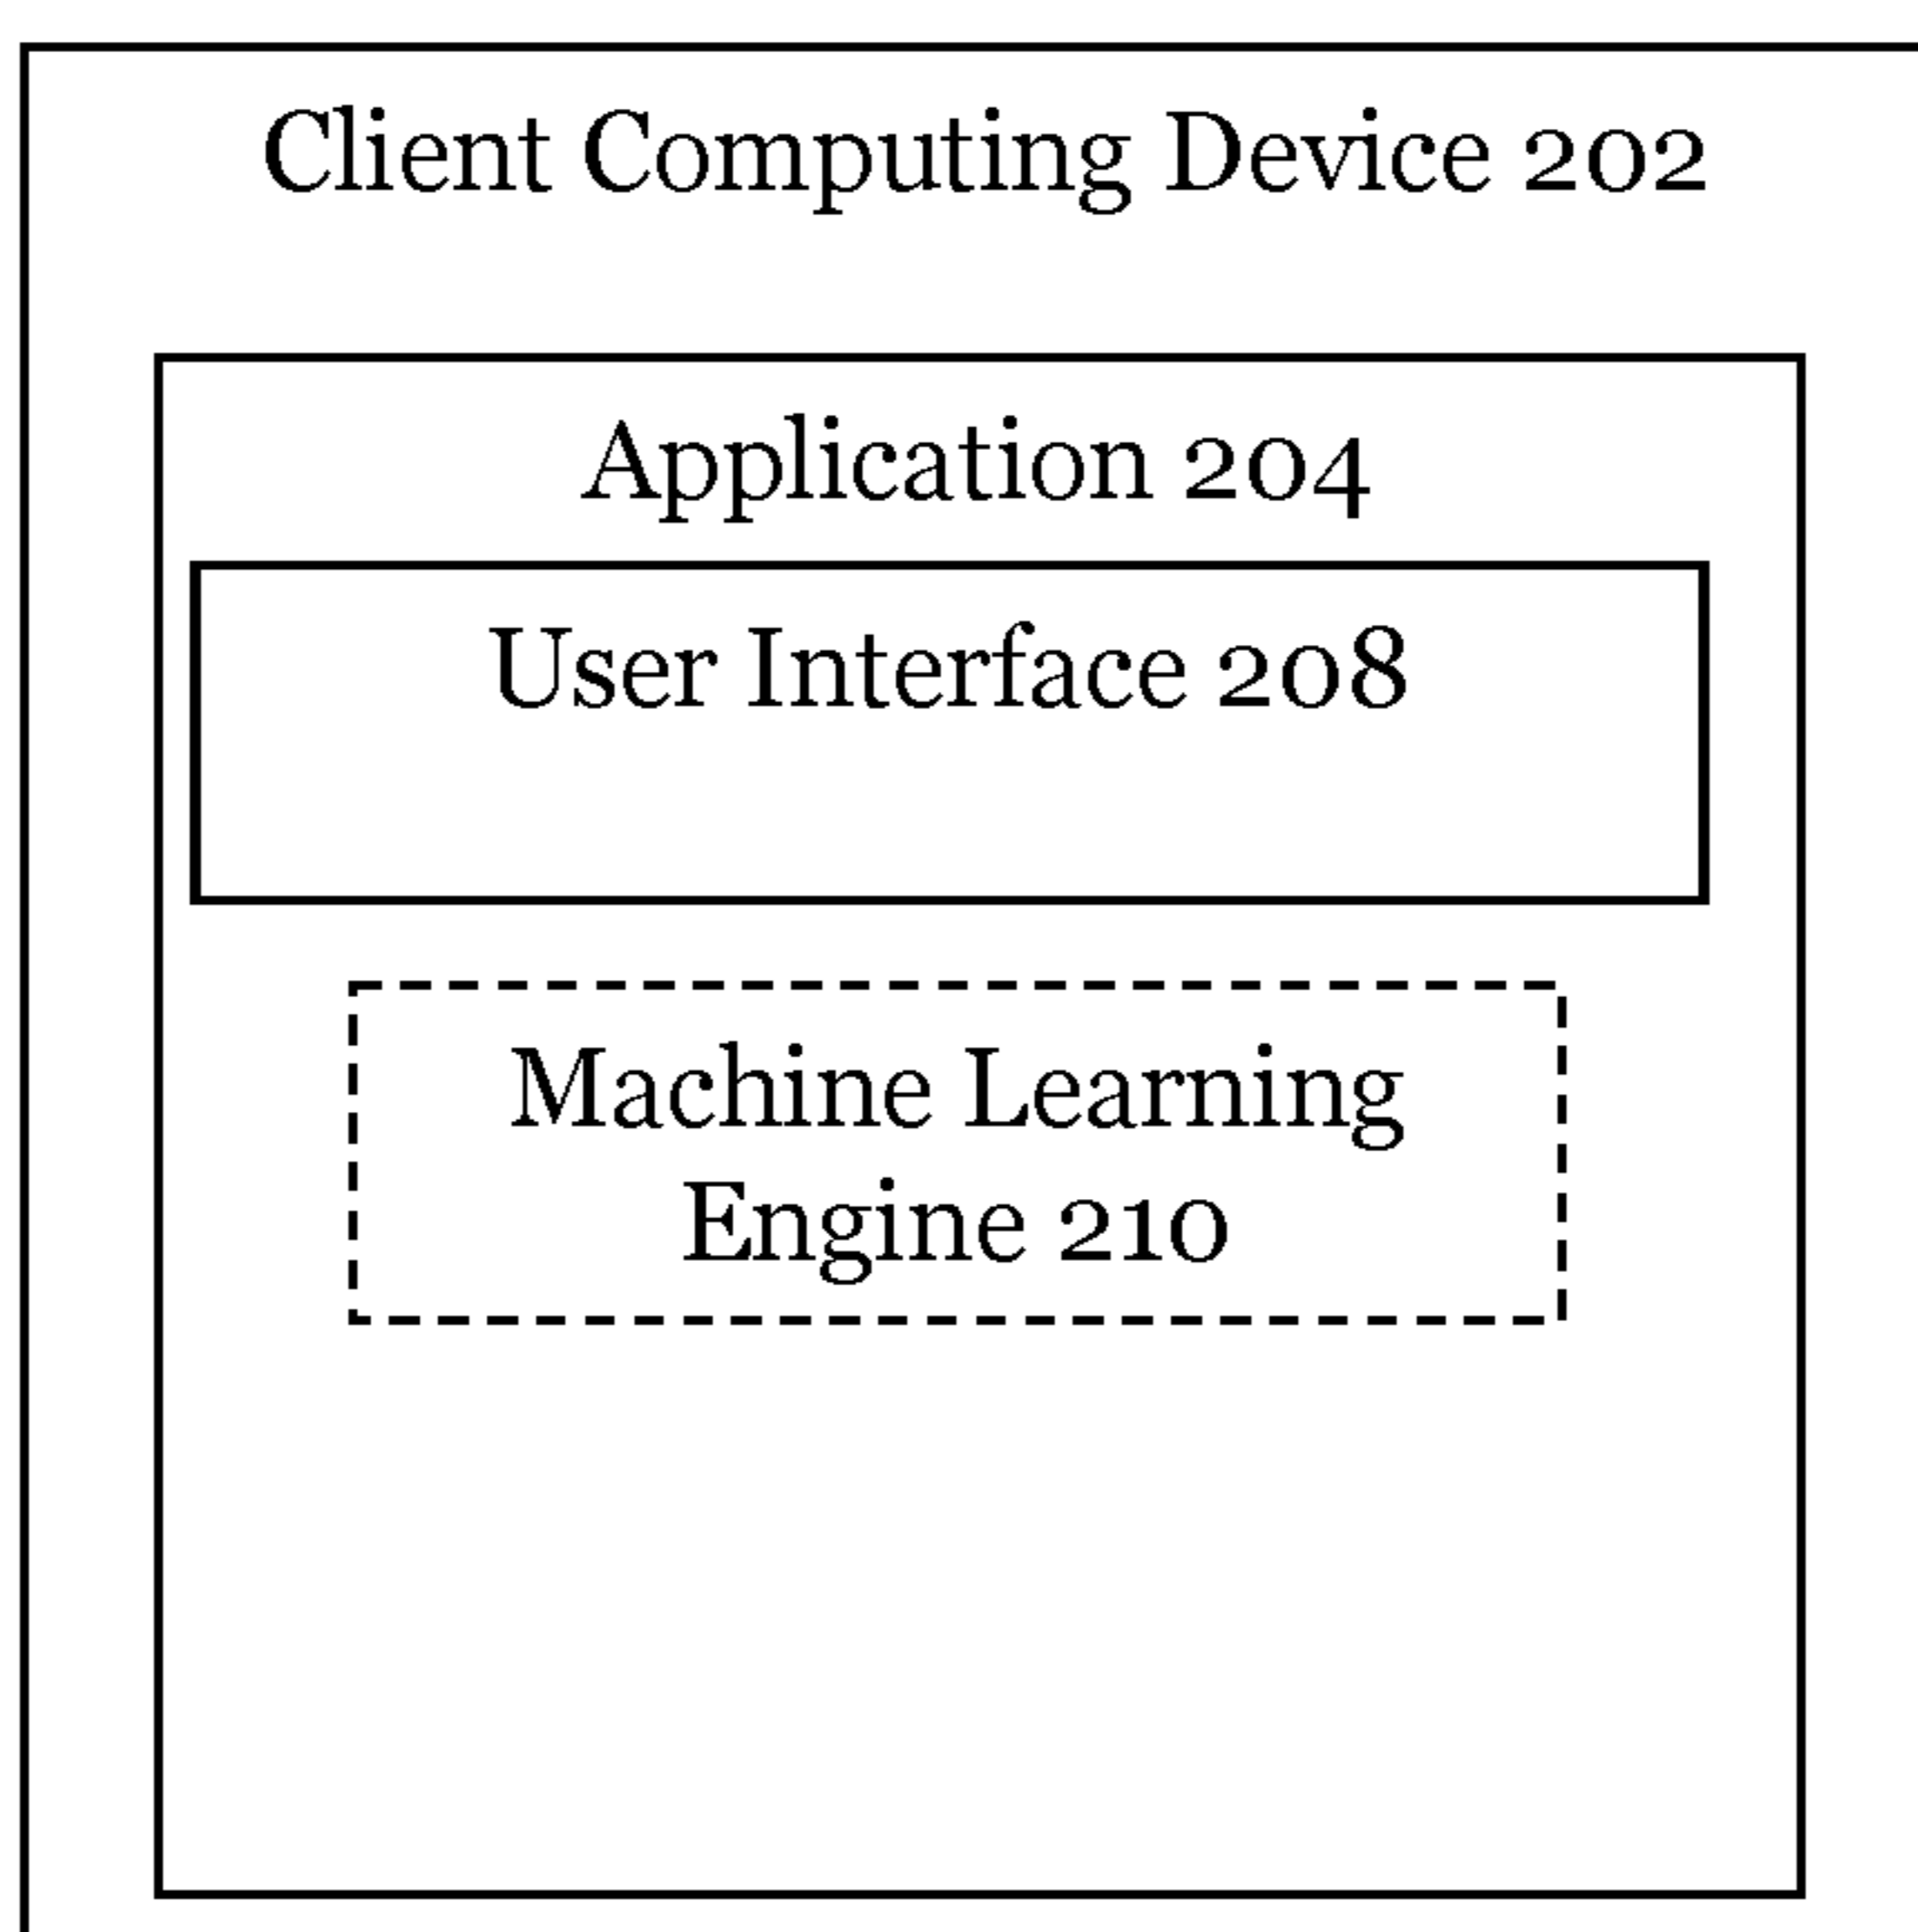 Client Computing Device 202
Application 204
User Interface 208
Machine Learning
Engine 210